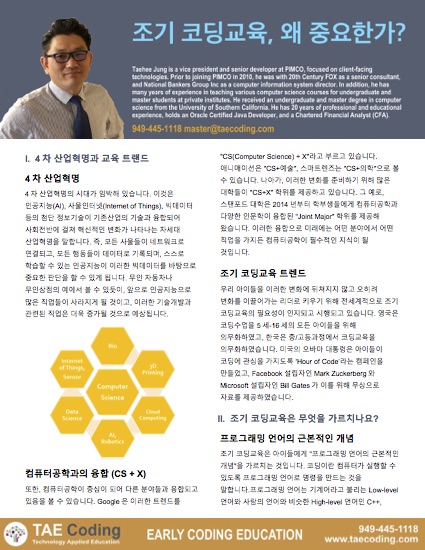 조기 코딩교육, 왜 중요한가?
Taehee Jung is a vice president and senior developer at PIMCO, focused on client-facing
technologies. Prior to joining PIMCO in 2010, he was with 20th Century FOX as a senior consultant,
and National Bankers Group Inc as a computer information system director. In addition, he has
many years of experience in teaching various computer science courses for undergraduate and
master students at private institutes. He received an undergraduate and master degree in computer
science from the University of Southern California. He has 20 years of professional and educational
experience, holds an Oracle Certified Java Developer, and a Chartered Financial Analyst (CFA).
949-445-1118 master@taecoding.com
I. 4 차 산업혁명과 교육 트랜드
4 차 산업혁명
4 차 산업혁명의 시대가 임박해 있습니다. 이것은
인공지능(AI), 사물인터넷(Internet of Things), 빅데이터
등의 첨단 정보기술이 기존산업의 기술과 융합되어
사회전반에 걸쳐 혁신적인 변화가 나타나는 차세대
산업혁명을 말합니다. 즉, 모든 사물들이 네트워크로
연결되고, 모든 행동들이 데이터로 기록되며, 스스로
학습할 수 있는 인공지능이 이러한 빅데이터를 바탕으로
중요한 판단을 할 수 있게 됩니다. 무인 자동차나
무인상점의 예에서 볼 수 있듯이, 앞으로 인공지능으로
많은 직업들이 사라지게 될 것이고, 이러한 기술개발과
관련된 직업은 더욱 증가될 것으로 예상됩니다.
Bio
Internet of Things, Sensor
3D Printing
Computer Science
Data Science
Cloud Computing
AI, Robotics
컴퓨터공학과의 융합 (CS + X)
또한, 컴퓨터공학이 중심이 되어 다른 분야들과 융합되고
있음을 볼 수 있습니다. Google 은 이러한 트랜드를
"CS(Computer Science) + X"라고 부르고 있습니다.
애니매이션은 "CS+예술", 스마트렌즈는 "CS+의학"으로 볼
수 있습니다. 나아가, 이러한 변화를 준비하기 위해 많은
대학들이 "CS+X" 학위를 제공하고 있습니다. 그 예로,
스탠포드 대학은 2014 년부터 학부생들에게 컴퓨터공학과
다양한 인문학이 융합된 "Joint Major" 학위를 제공해
왔습니다. 이러한 융합으로 미래에는 어떤 분야에서 어떤
직업을 가지든 컴퓨터공학이 필수적인 지식이 될
것입니다.
조기 코딩교육 트랜드
우리 아이들을 이러한 변화에 뒤쳐지지 않고 오히려
변화를 이끌어가는 리더로 키우기 위해 전세계적으로 조기
코딩교육의 필요성이 인지되고 시행되고 있습니다. 영국은
코딩수업을 5 세-16 세의 모든 아이들을 위해
의무화하였고, 한국은 중/고등과정에서 코딩교육을
의무화하였습니다. 미국의 오바마 대통령은 아이들이
코딩에 관심을 가지도록 'Hour of Code'라는 캠페인을
만들었고, Facebook 설립자인 Mark Zuckerberg 와
Microsoft 설립자인 Bill Gates 가 이를 위해 무상으로
자료를 제공하였습니다.
II. 조기 코딩교육은 무엇을 가르치나요?
프로그래밍 언어의 근본적인 개념
조기 코딩교육은 아이들에게 "프로그래밍 언어의 근본적인
개념"을 가르치는 것입니다. 코딩이란 컴퓨터가 실행할 수
있도록 프로그래밍 언어로 명령을 만드는 것을
말합니다.프로그래밍 언어는 기계어라고 불리는 Low-level
언어와 사람의 언어와 비슷한 High-level 언어인 C++,
TAE Coding
Technology Applied Education
EARLY CODING EDUCATION
949-445-1118
www.taecoding.com